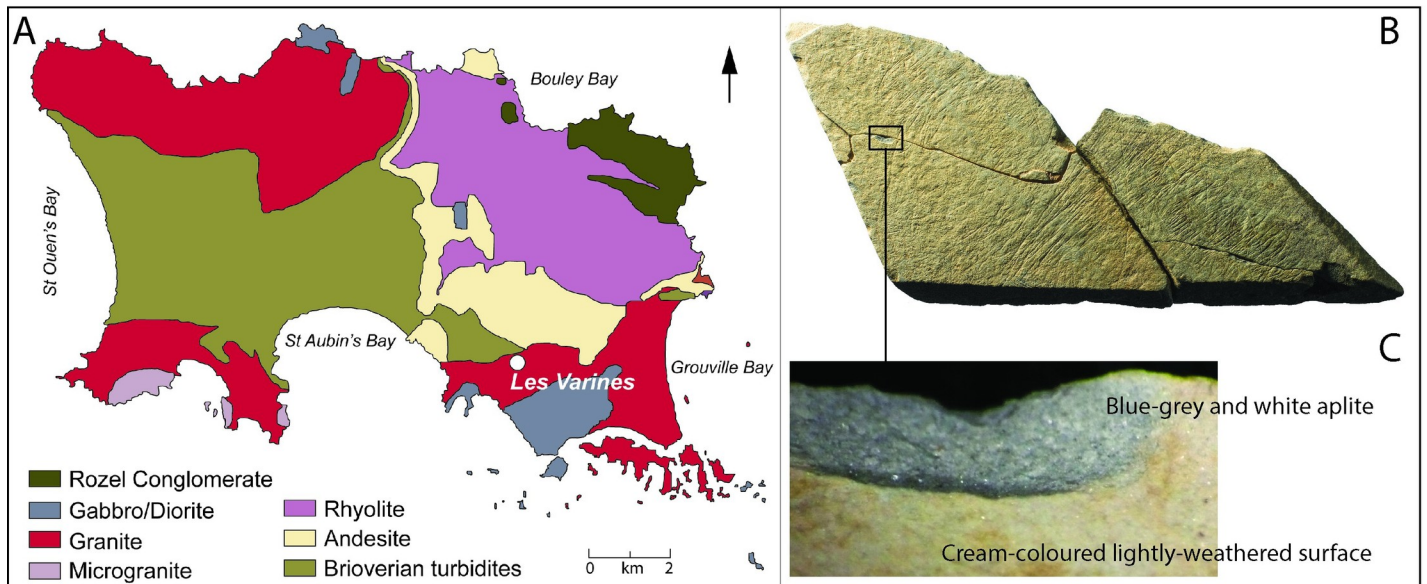 A
Bouley Bay
St Ouen's Bay
St Aubin's Bay
Grouville Bay
Les Varines
Rozel Conglomerate
Gabbro/Diorite
Granite
Microgranite
Rhyolite
Andesite
Brioverian turbidites
0 km 2
B
C
Blue-grey and white aplite
Cream-coloured lightly-weathered surface